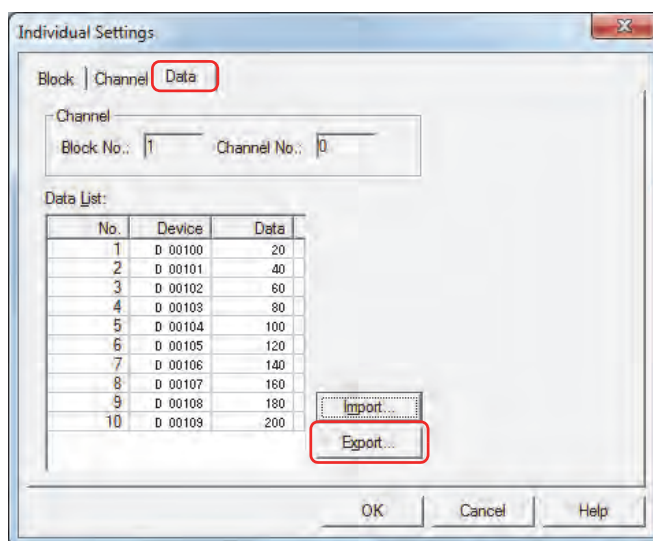 Individual Settings
Block Channel Data
Channel
Block No.: 1 Channel No.: 0
Data List:
No. Device Data
1 D 00100 20
2 D 00101 40
3 D 00102 60
4 D 00103 80
5 D 00104 100
6 D 00105 120
7 D 00106 140
8 D 00107 160
9 D 00108 180
10 D 00109 200
Import...
Export...
OK Cancel Help